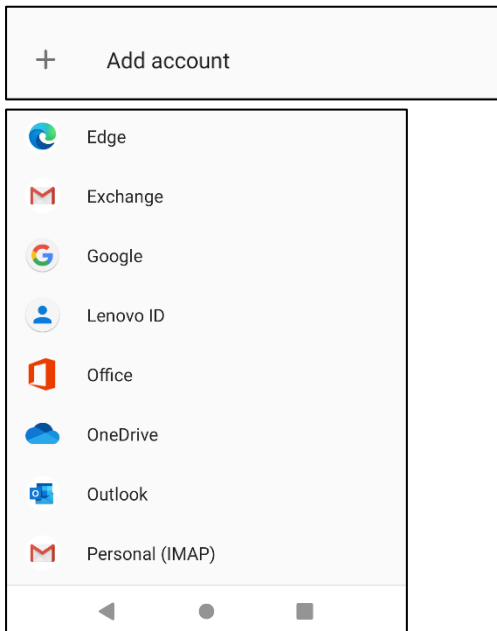 Add account
Edge
Exchange
Google
Lenovo ID
Office
OneDrive
Outlook
Personal (IMAP)